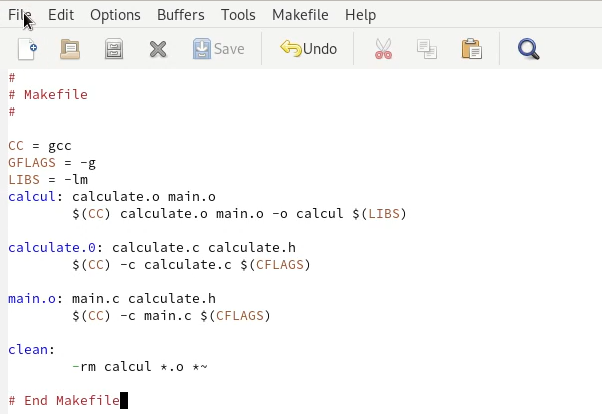 File Edit Options Buffers Tools Makefile Help
Save Undo
#
# Makefile
#
CC = gcc
GFLAGS = -g
LIBS = -lm
calcul: calculate.o main.o
$(CC) calculate.o main.o -o calcul $(LIBS)
calculate.0: calculate.c calculate.h
$(CC) -c calculate.c $(CFLAGS)
main.o: main.c calculate.h
$(CC) -c main.c $(CFLAGS)
clean:
-rm calcul *.o *~
# End Makefile